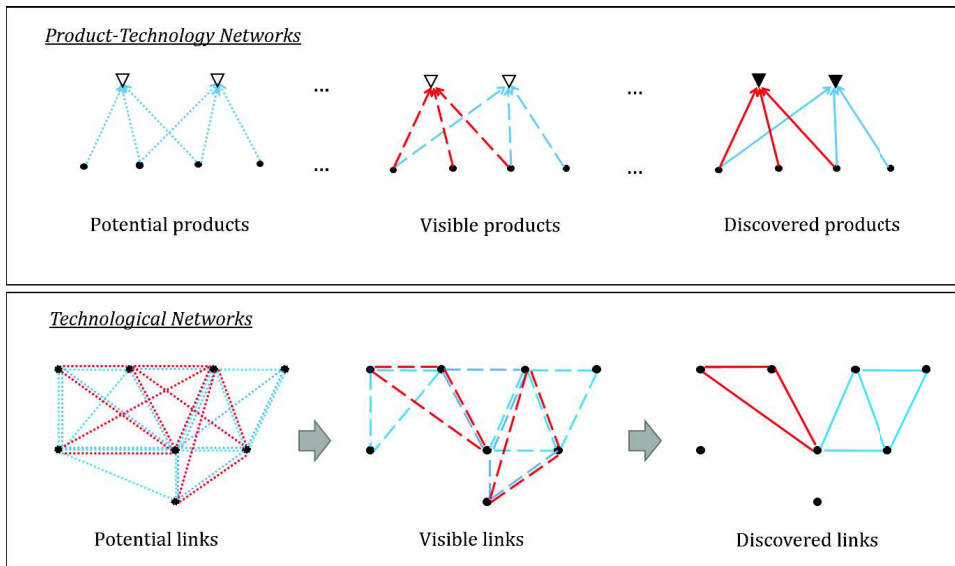 Product-Technology Networks
... ...
... ...
Potential products Visible products Discovered products
Technological Networks
Potential links Visible links Discovered links